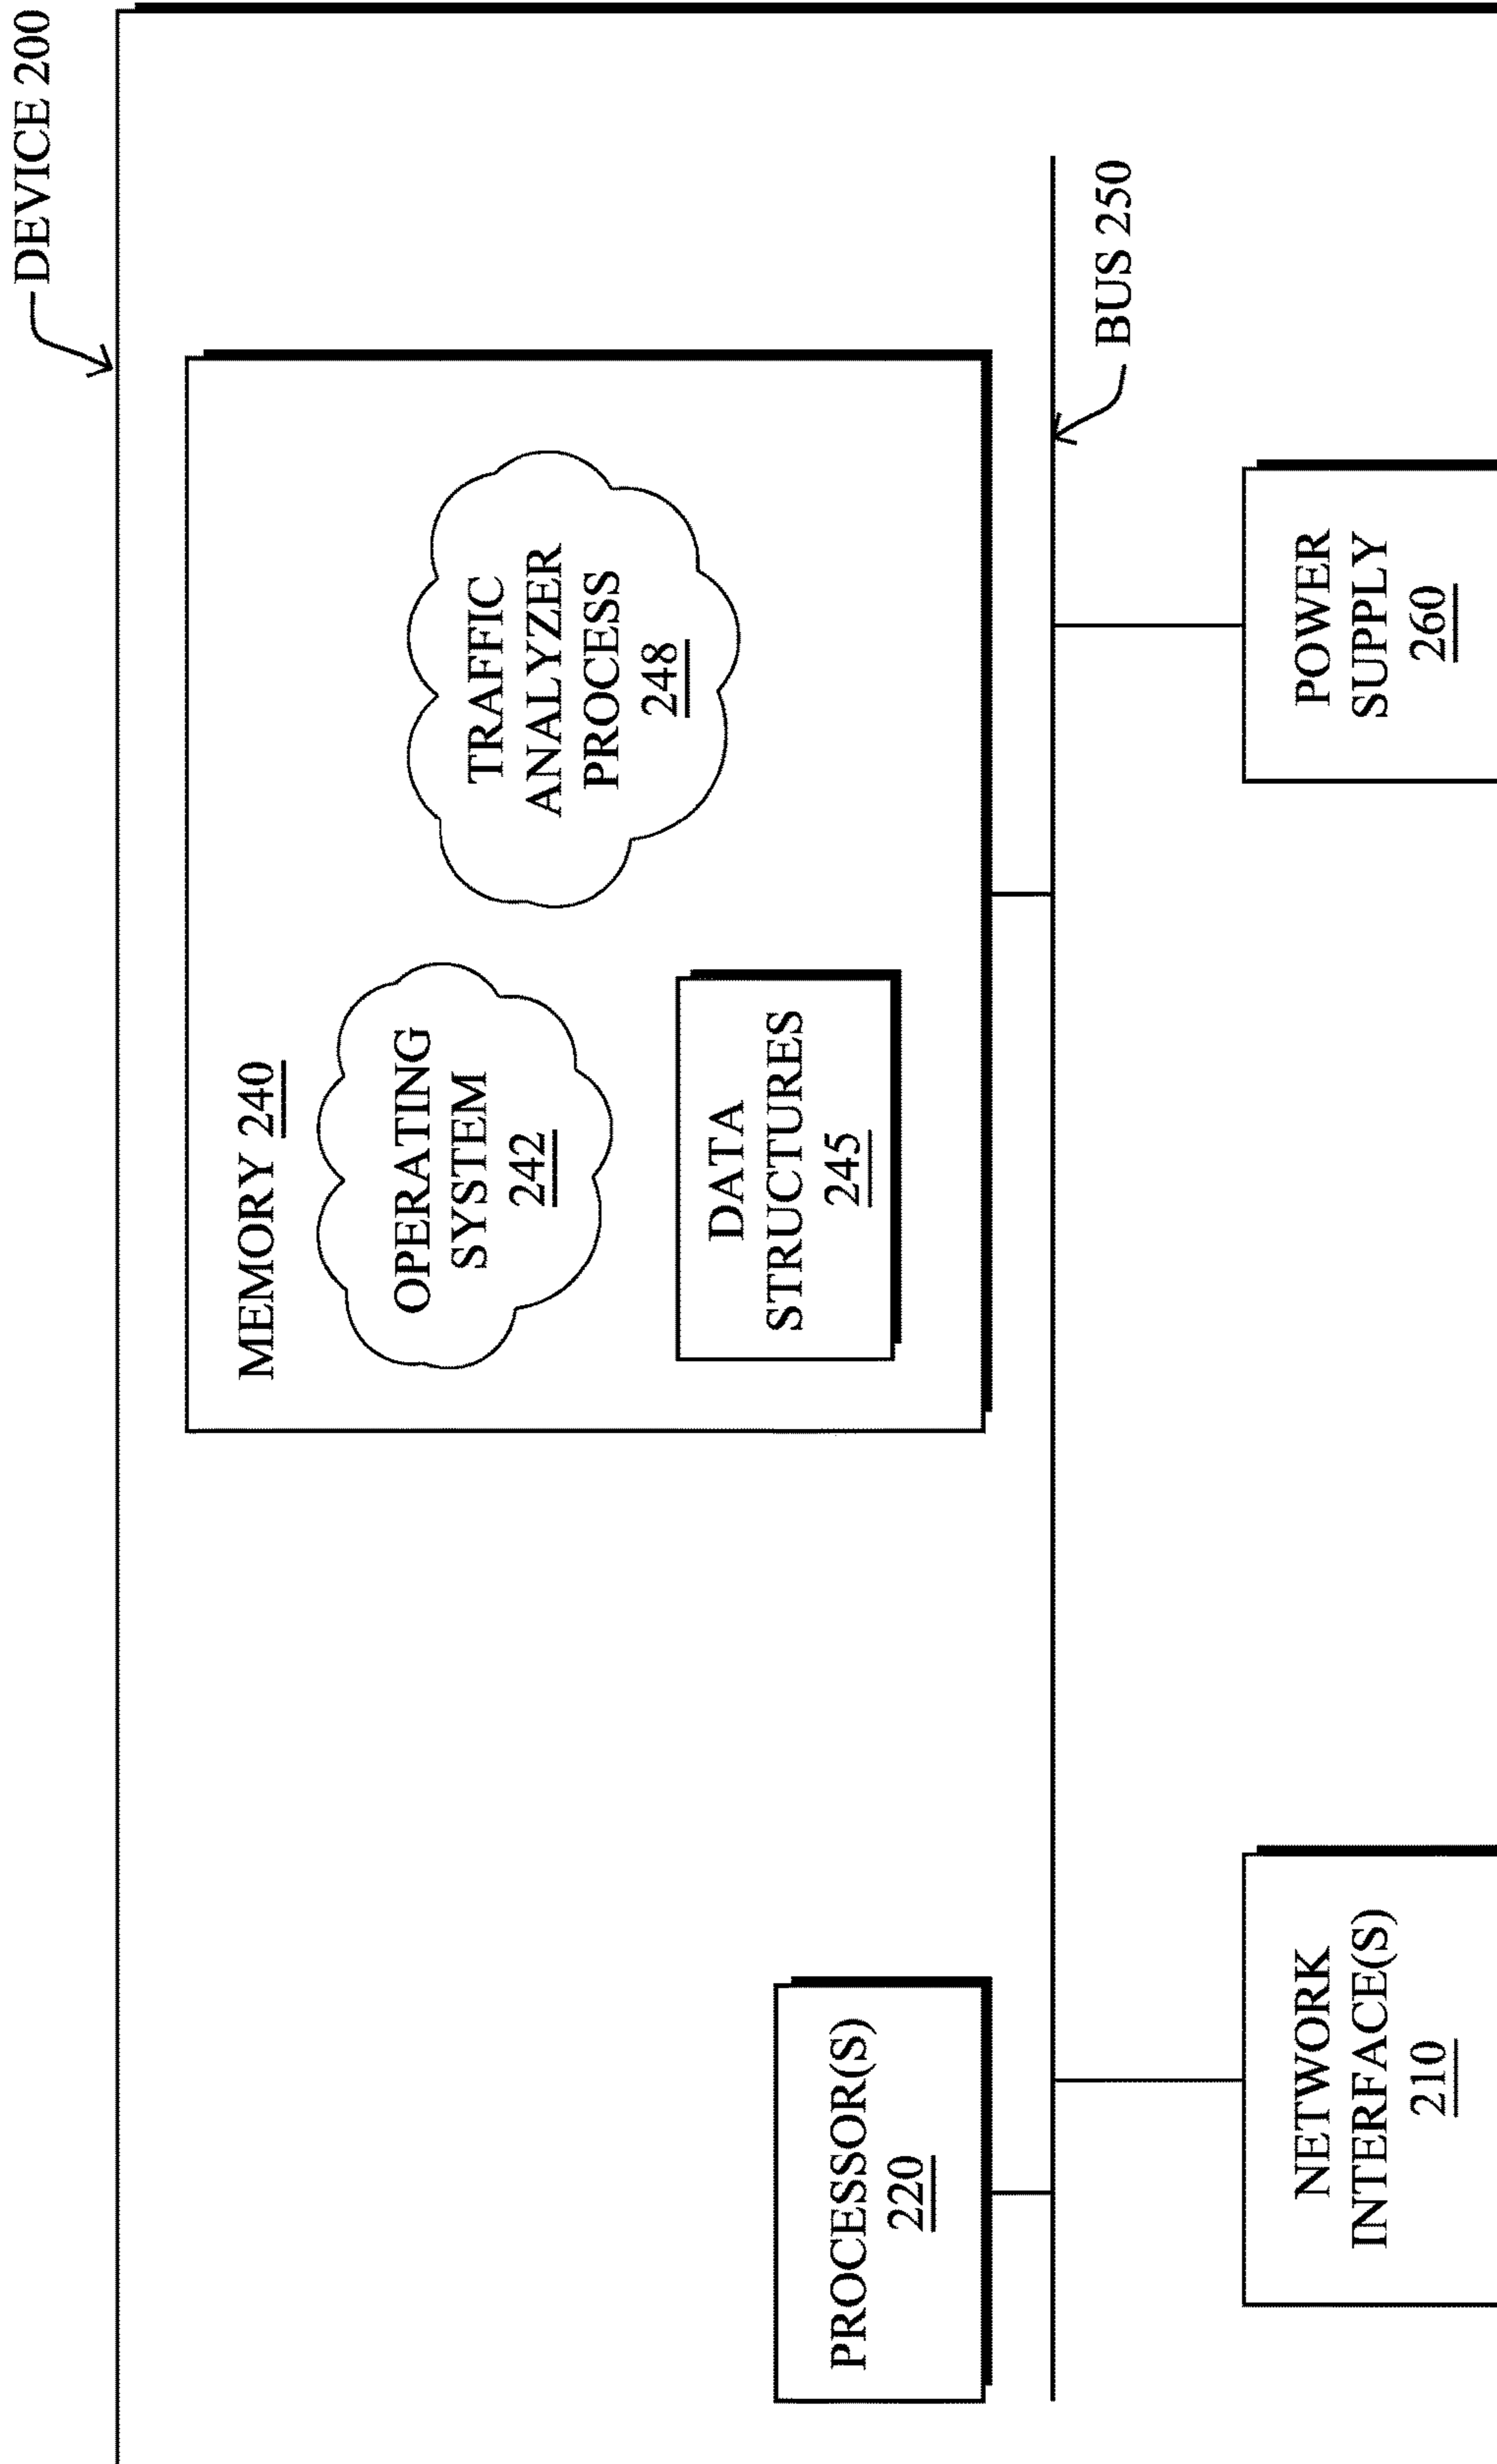 DEVICE 200
MEMORY 240
OPERATING
SYSTEM
242
TRAFFIC
ANALYZER
PROCESS
248
DATA
STRUCTURES
245
PROCESSOR(S)
220
BUS 250
NETWORK
INTERFACE(S)
210
POWER
SUPPLY
260